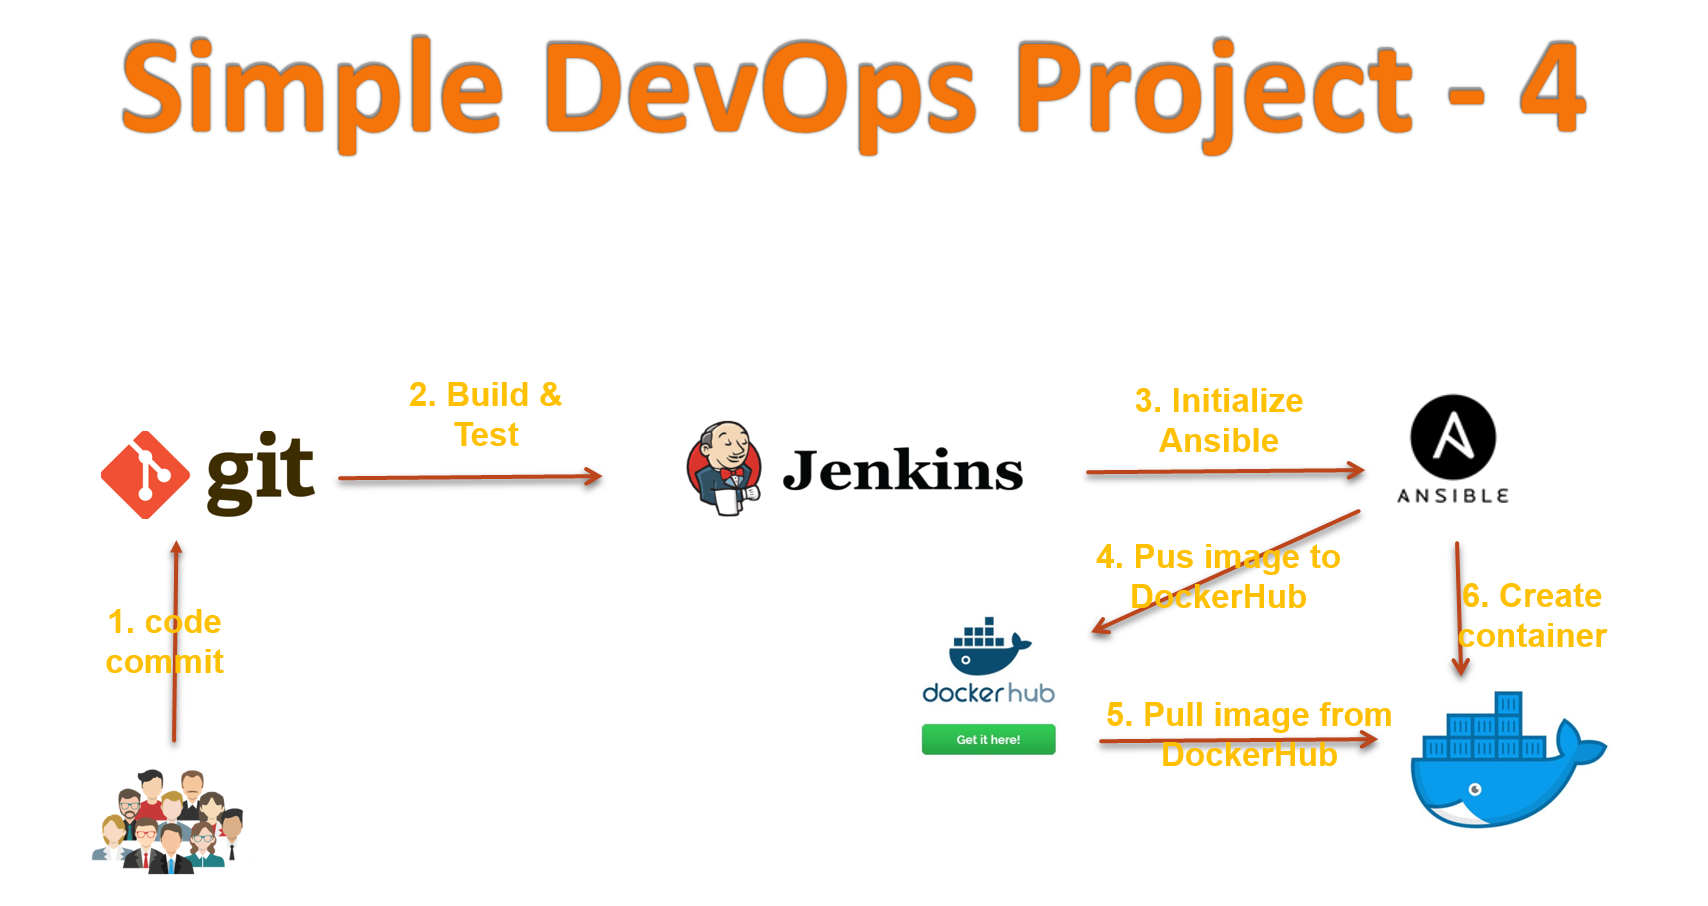 Simple DevOps Project - 4
2. Build &
Test
3. Initialize
Ansible
git
Jenkins
ANSIBLE
4. Pus image to
DockerHub
1. code
commit
6. Create
container
docker hub
Get it here!
5. Pull image from
DockerHub